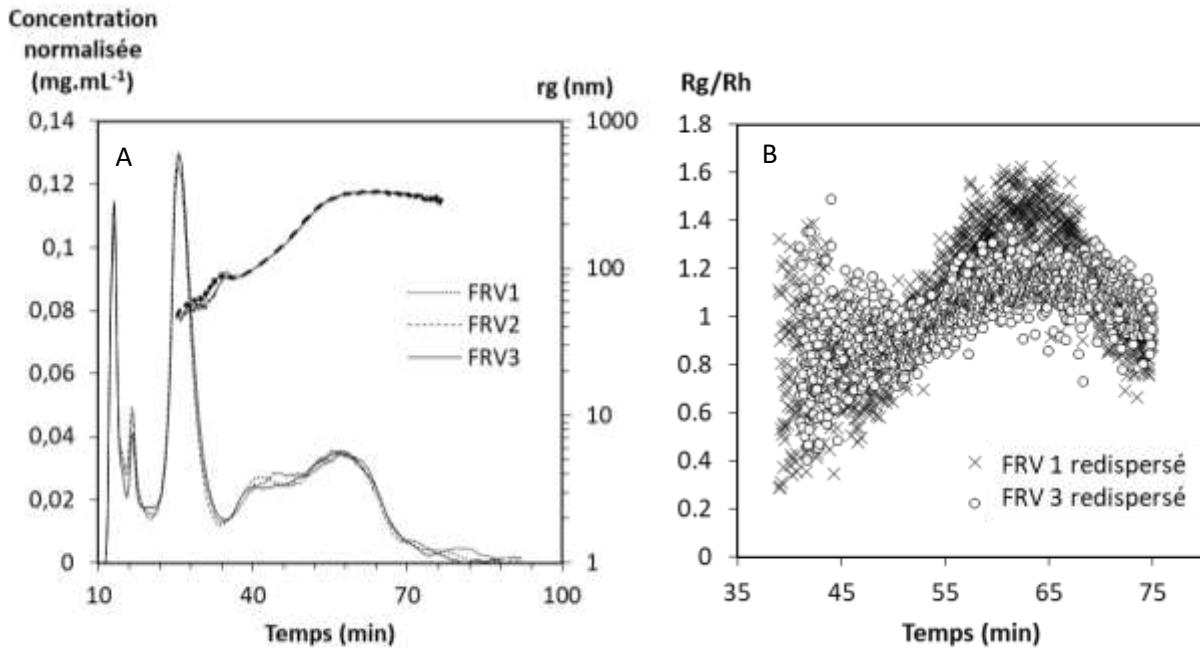 Concentration
normalisée
(mg.mL⁻¹)
rg (nm)
0,14
0,12
0,1
0,08
0,06
0,04
0,02
0
1000
100
10
1
A
FRV1
FRV2
FRV3
10
40
70
100
Temps (min)
Rg/Rh
1.8
1.6
1.4
1.2
1
0.8
0.6
0.4
0.2
0
B
FRV 1 redispersé
FRV 3 redispersé
35
45
55
65
75
Temps (min)